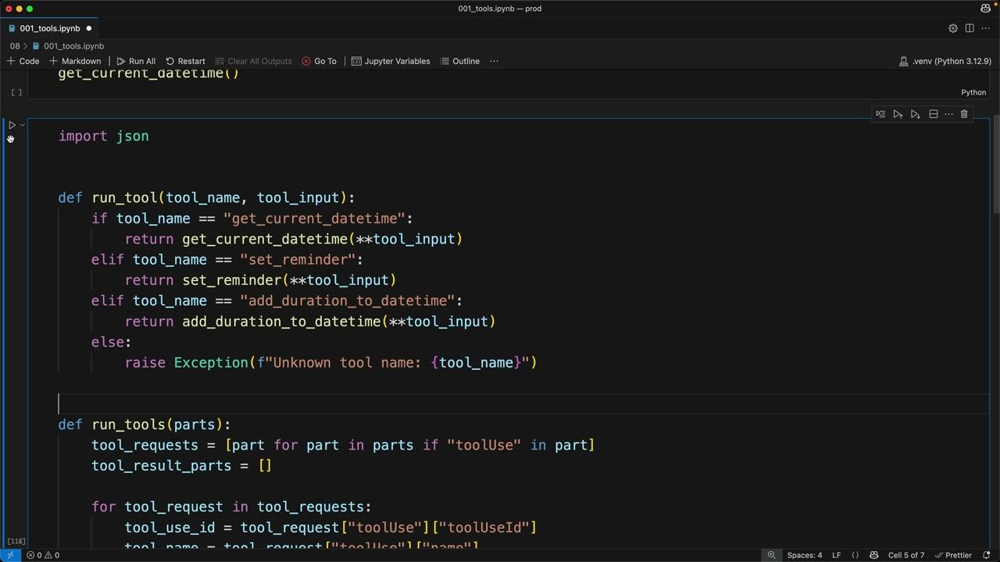 001_tools.ipynb — prod
001_tools.ipynb
08 > 001_tools.ipynb
+ Code + Markdown | Run All Restart Clear All Outputs Go To | Jupyter Variables Outline ... .venv (Python 3.12.9)
get_current_datetime()
[ ] Python
import json
def run_tool(tool_name, tool_input):
    if tool_name == "get_current_datetime":
        return get_current_datetime(**tool_input)
    elif tool_name == "set_reminder":
        return set_reminder(**tool_input)
    elif tool_name == "add_duration_to_datetime":
        return add_duration_to_datetime(**tool_input)
    else:
        raise Exception(f"Unknown tool name: {tool_name}")
def run_tools(parts):
    tool_requests = [part for part in parts if "toolUse" in part]
    tool_result_parts = []
    for tool_request in tool_requests:
        tool_use_id = tool_request["toolUse"]["toolUseId"]
        tool_name = tool_request["toolUse"]["name"]
[118]
0 0 Spaces: 4 LF {} Cell 5 of 7 Prettier